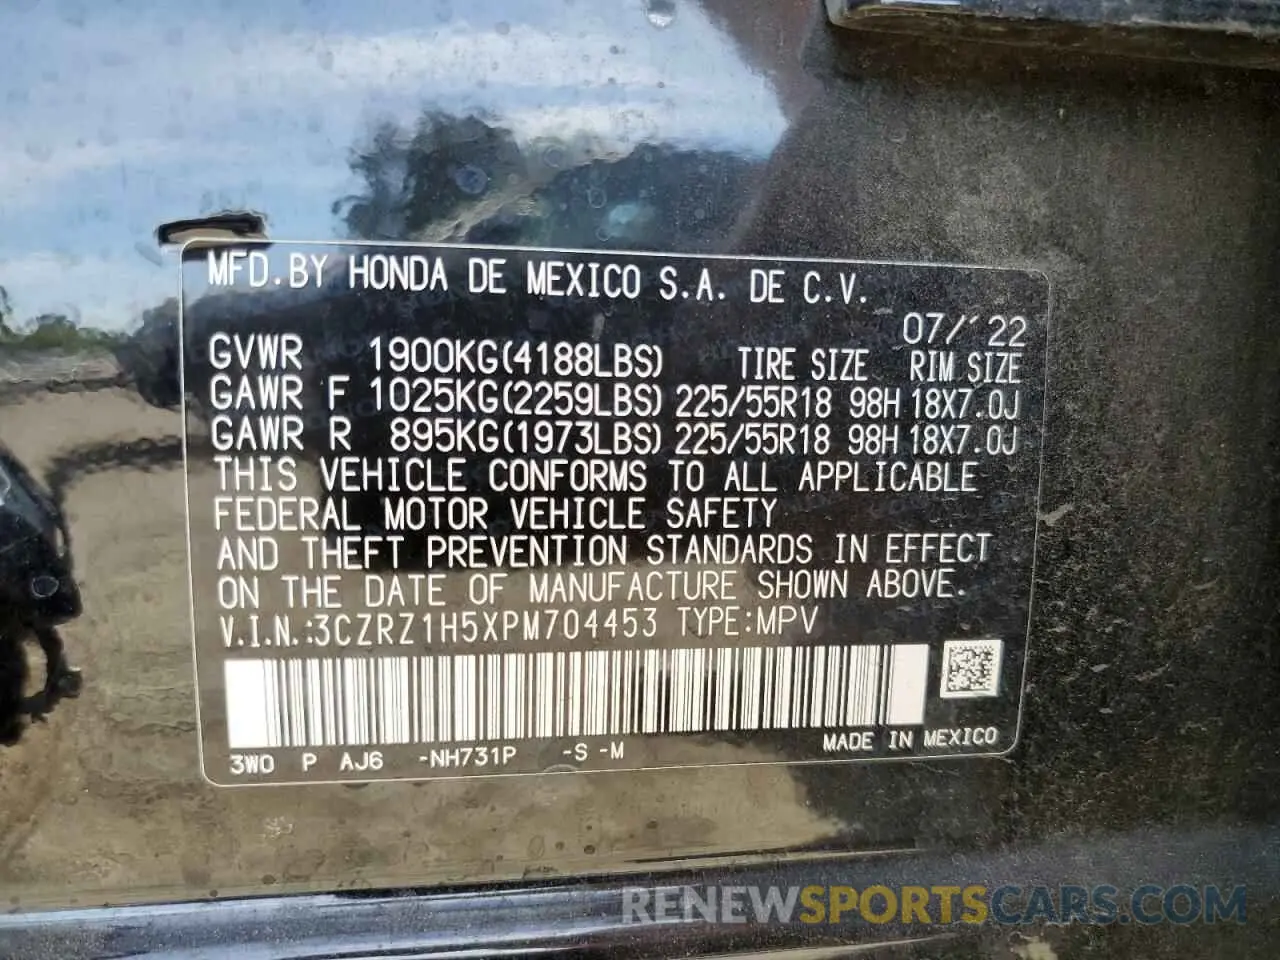 MFD.BY HONDA DE MEXICO S.A. DE C.V.
07/´22
GVWR 1900KG(4188LBS) TIRE SIZE RIM SIZE
GAWR F 1025KG(2259LBS) 225/55R18 98H 18X7.0J
GAWR R 895KG(1973LBS) 225/55R18 98H 18X7.0J
THIS VEHICLE CONFORMS TO ALL APPLICABLE
FEDERAL MOTOR VEHICLE SAFETY
AND THEFT PREVENTION STANDARDS IN EFFECT
ON THE DATE OF MANUFACTURE SHOWN ABOVE.
V.I.N.:3CZRZ1H5XPM704453 TYPE:MPV
3W0 P AJ6 -NH731P -S -M MADE IN MEXICO
RENEWSPORTSCARS.COM